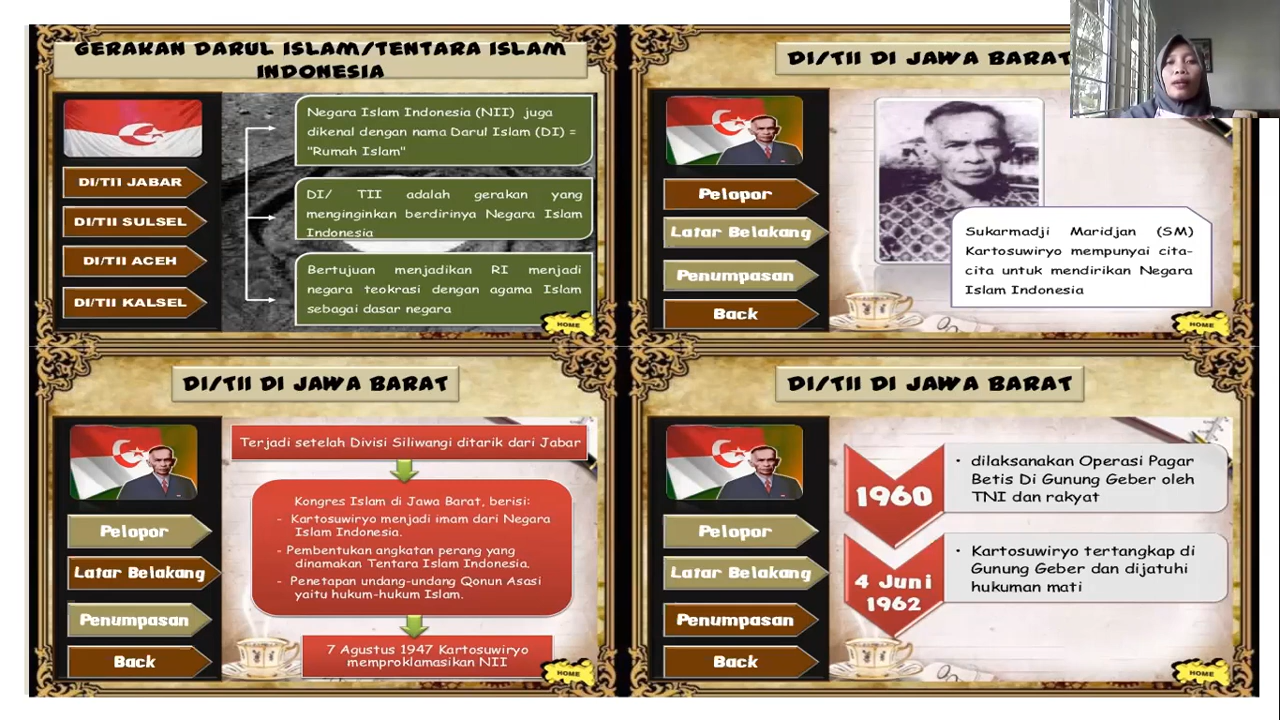 GERAKAN DARUL ISLAM/TENTARA ISLAM
INDONESIA
DI/TII JABAR
DI/TII SULSEL
DI/TII ACEH
DI/TII KALSEL
Negara Islam Indonesia (NII) juga
dikenal dengan nama Darul Islam (DI) =
"Rumah Islam"
DI/ TII adalah gerakan yang
menginginkan berdirinya Negara Islam
Indonesia
Bertujuan menjadikan RI menjadi
negara teokrasi dengan agama Islam
sebagai dasar negara
HOME
DI/TII DI JAWA BARAT
Pelopor
Latar Belakang
Penumpasan
Back
Sukarmadji Maridjan (SM)
Kartosuwiryo mempunyai cita-
cita untuk mendirikan Negara
Islam Indonesia
HOME
DI/TII DI JAWA BARAT
Pelopor
Latar Belakang
Penumpasan
Back
Terjadi setelah Divisi Siliwangi ditarik dari Jabar
Kongres Islam di Jawa Barat, berisi:
- Kartosuwiryo menjadi imam dari Negara
Islam Indonesia.
- Pembentukan angkatan perang yang
dinamakan Tentara Islam Indonesia.
- Penetapan undang-undang Qonun Asasi
yaitu hukum-hukum Islam.
7 Agustus 1947 Kartosuwiryo
memproklamasikan NII
HOME
DI/TII DI JAWA BARAT
Pelopor
Latar Belakang
Penumpasan
Back
1960
• dilaksanakan Operasi Pagar
Betis Di Gunung Geber oleh
TNI dan rakyat
4 Juni
1962
• Kartosuwiryo tertangkap di
Gunung Geber dan dijatuhi
hukuman mati
HOME